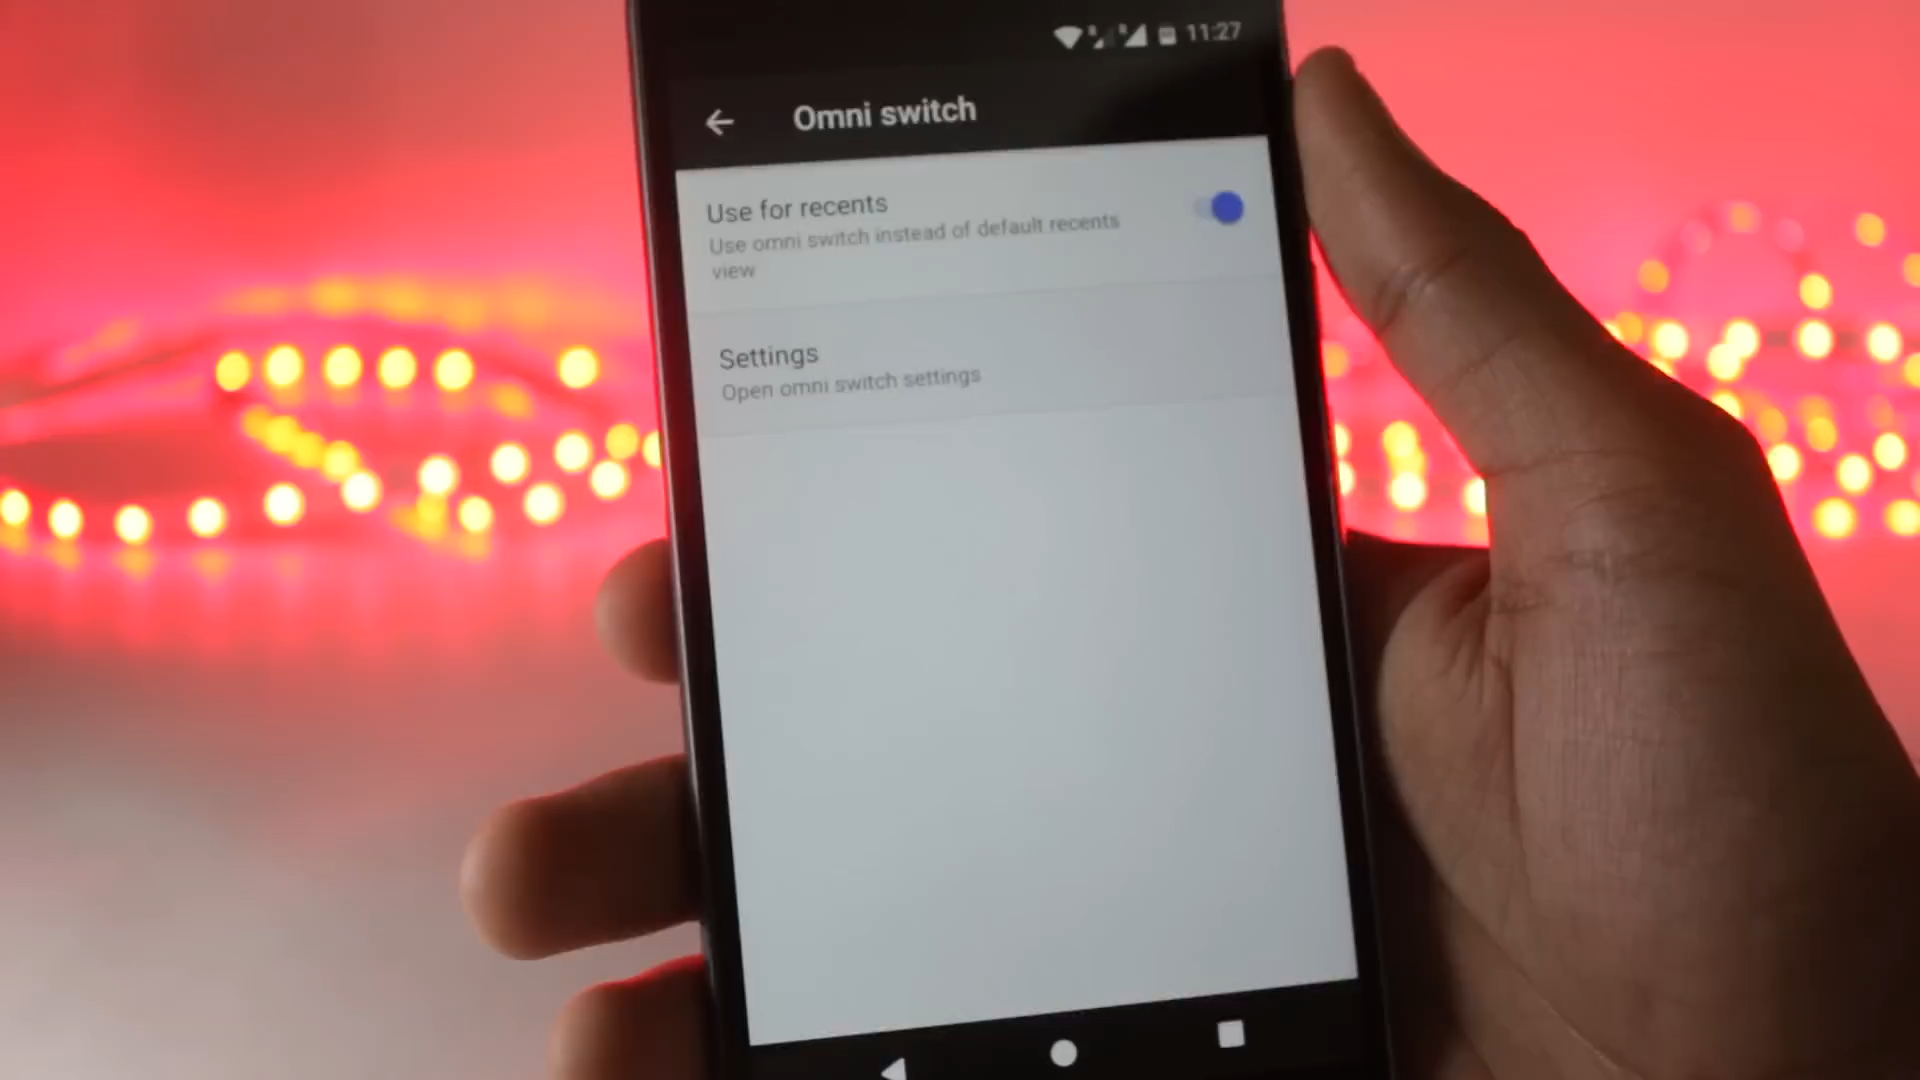 11:27
Omni switch
Use for recents
Use omni switch instead of default recents
view
Settings
Open omni switch settings